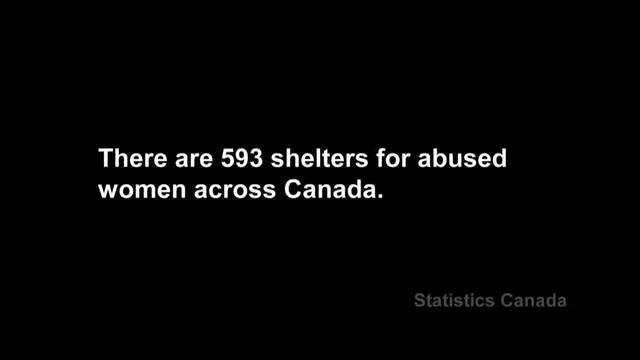 There are 593 shelters for abused
women across Canada.
Statistics Canada